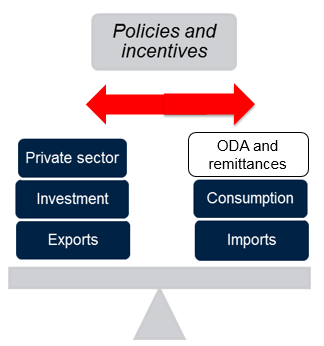 Policies and
incentives
Private sector
ODA and
remittances
Investment
Consumption
Exports
Imports